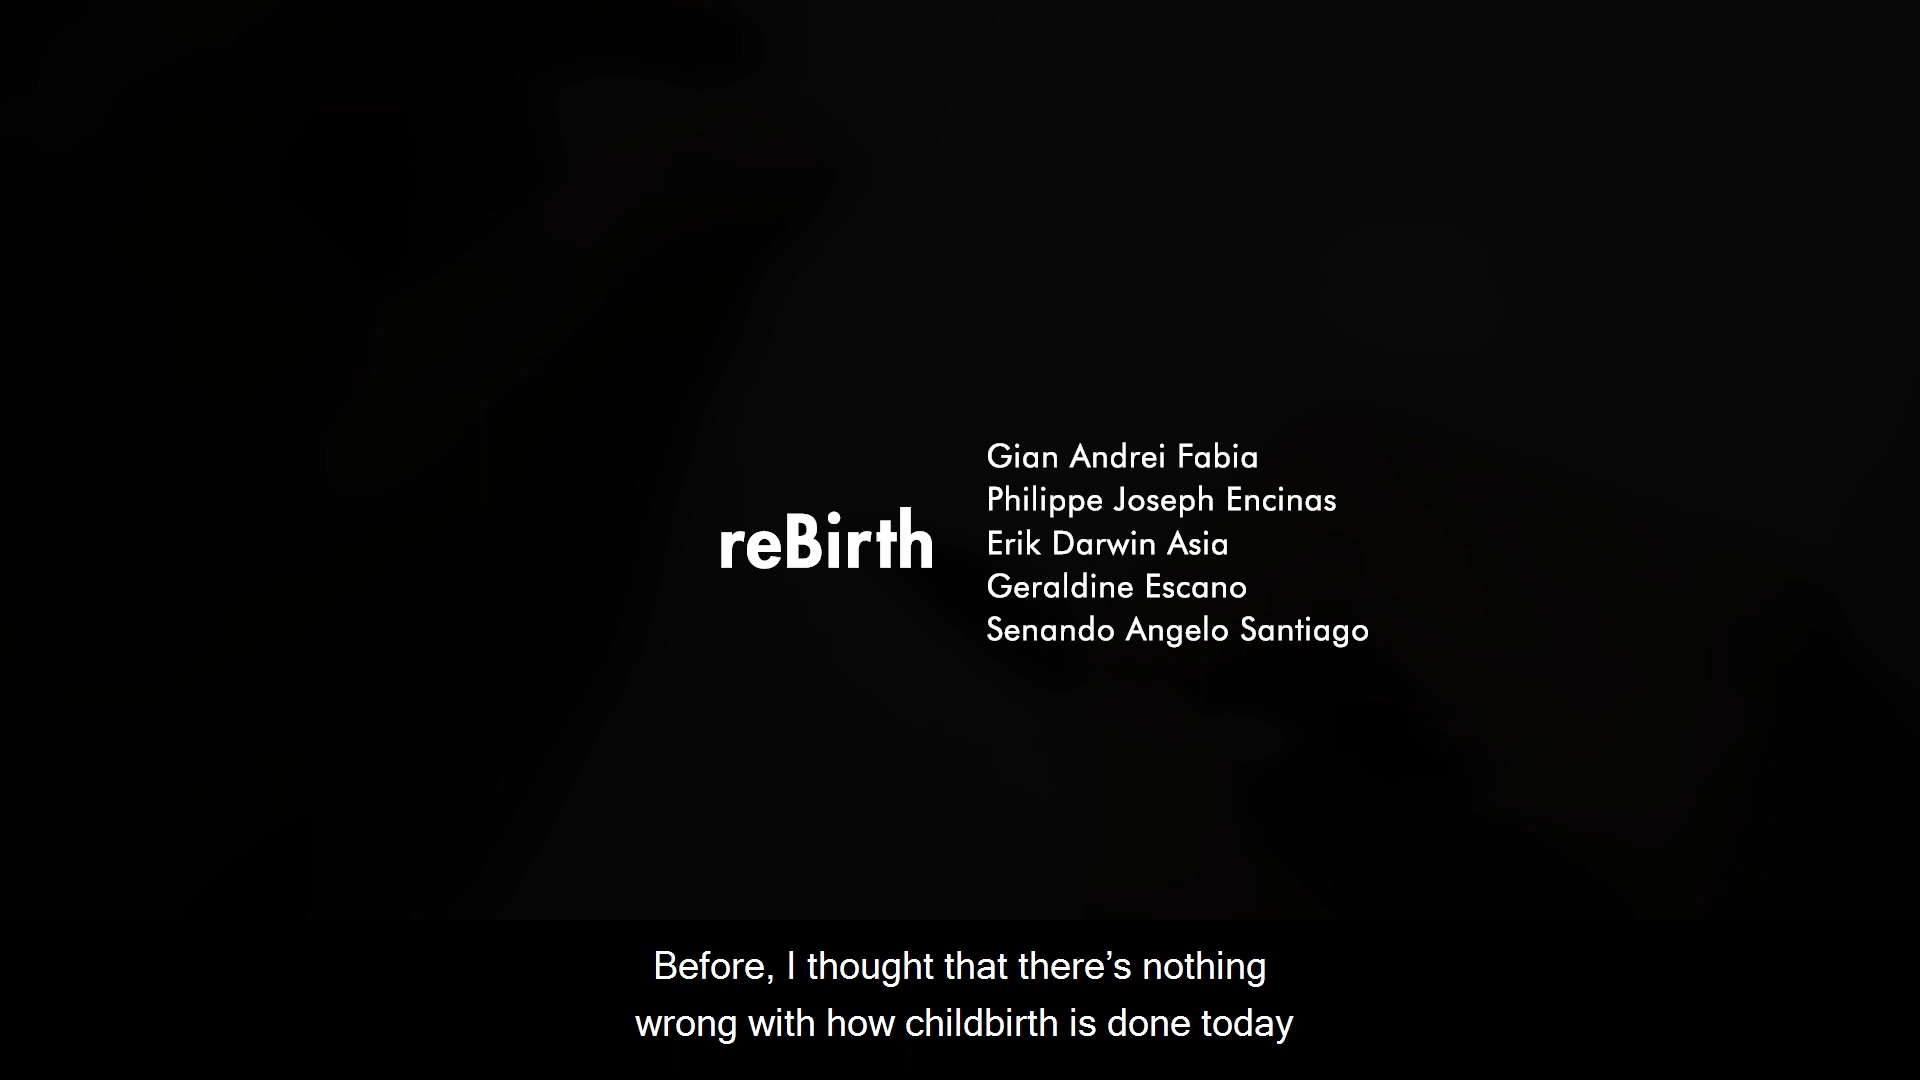 reBirth
Gian Andrei Fabia
Philippe Joseph Encinas
Erik Darwin Asia
Geraldine Escano
Senando Angelo Santiago
Before, I thought that there’s nothing
wrong with how childbirth is done today